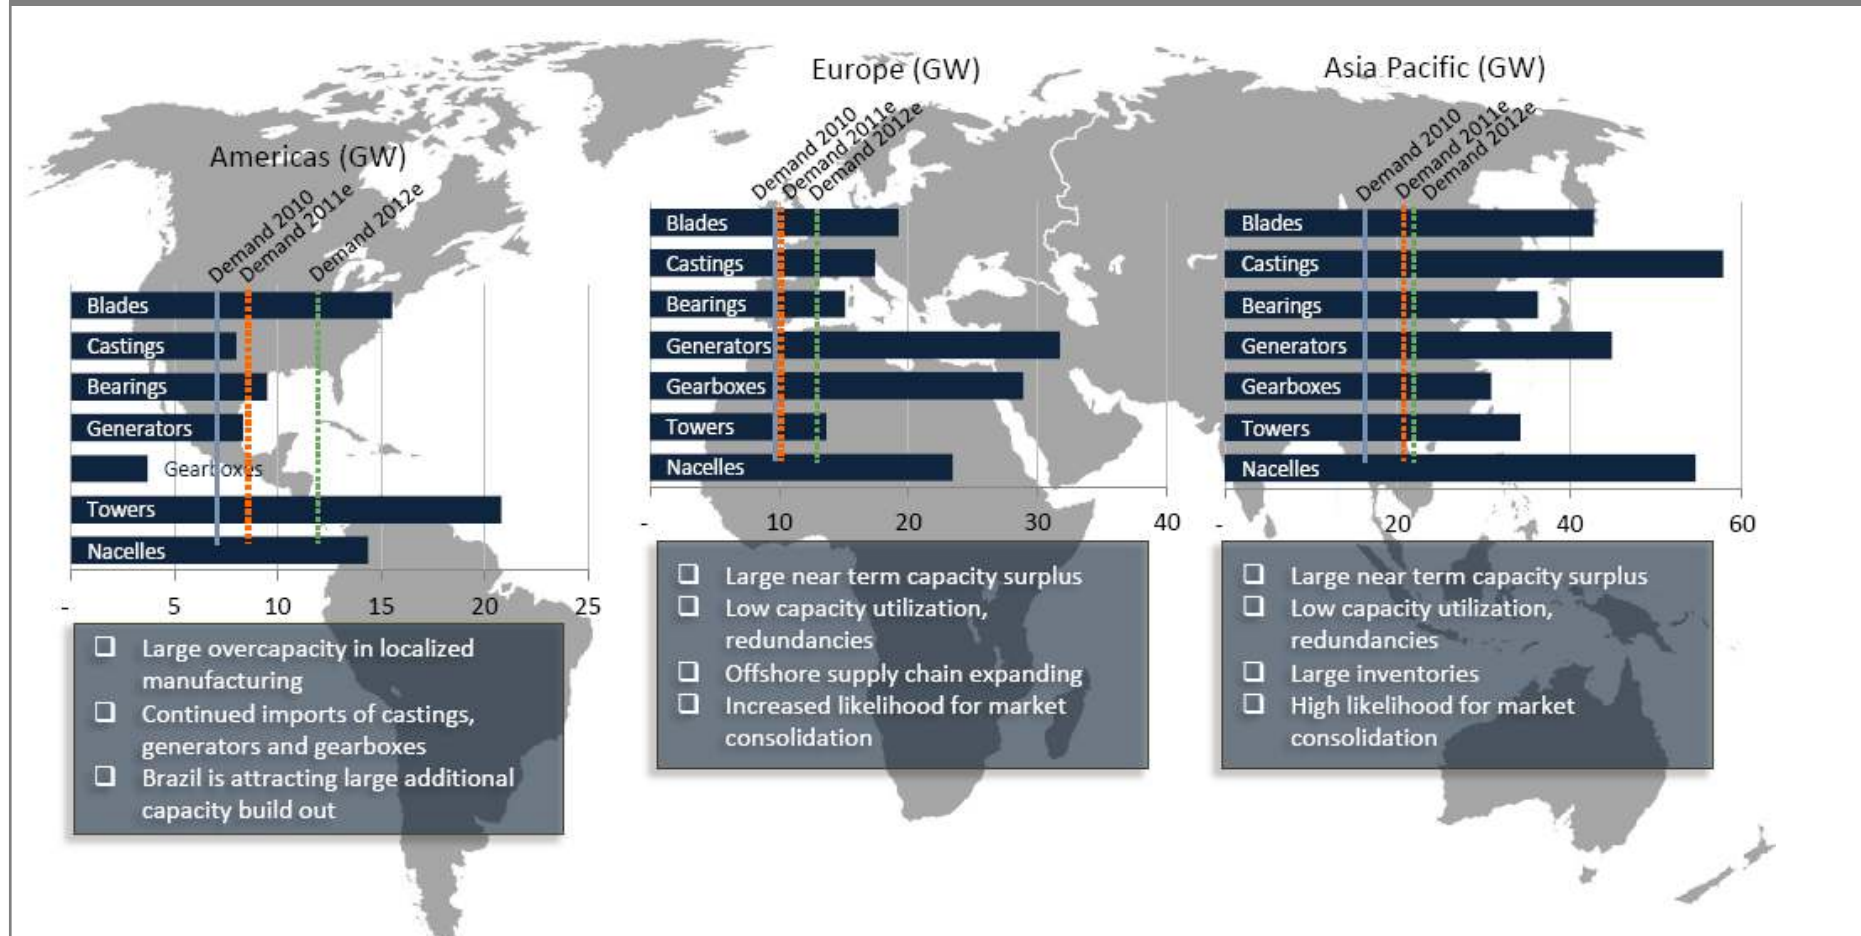 Americas (GW)
Demand 2010
Demand 2011e
Demand 2012e
Blades
Castings
Bearings
Generators
Gearboxes
Towers
Nacelles
- 5 10 15 20 25
❑ Large overcapacity in localized
manufacturing
❑ Continued imports of castings,
generators and gearboxes
❑ Brazil is attracting large additional
capacity build out
Europe (GW)
Demand 2010
Demand 2011e
Demand 2012e
Blades
Castings
Bearings
Generators
Gearboxes
Towers
Nacelles
- 10 20 30 40
❑ Large near term capacity surplus
❑ Low capacity utilization,
redundancies
❑ Offshore supply chain expanding
❑ Increased likelihood for market
consolidation
Asia Pacific (GW)
Demand 2010
Demand 2011e
Demand 2012e
Blades
Castings
Bearings
Generators
Gearboxes
Towers
Nacelles
- 20 40 60
❑ Large near term capacity surplus
❑ Low capacity utilization,
redundancies
❑ Large inventories
❑ High likelihood for market
consolidation